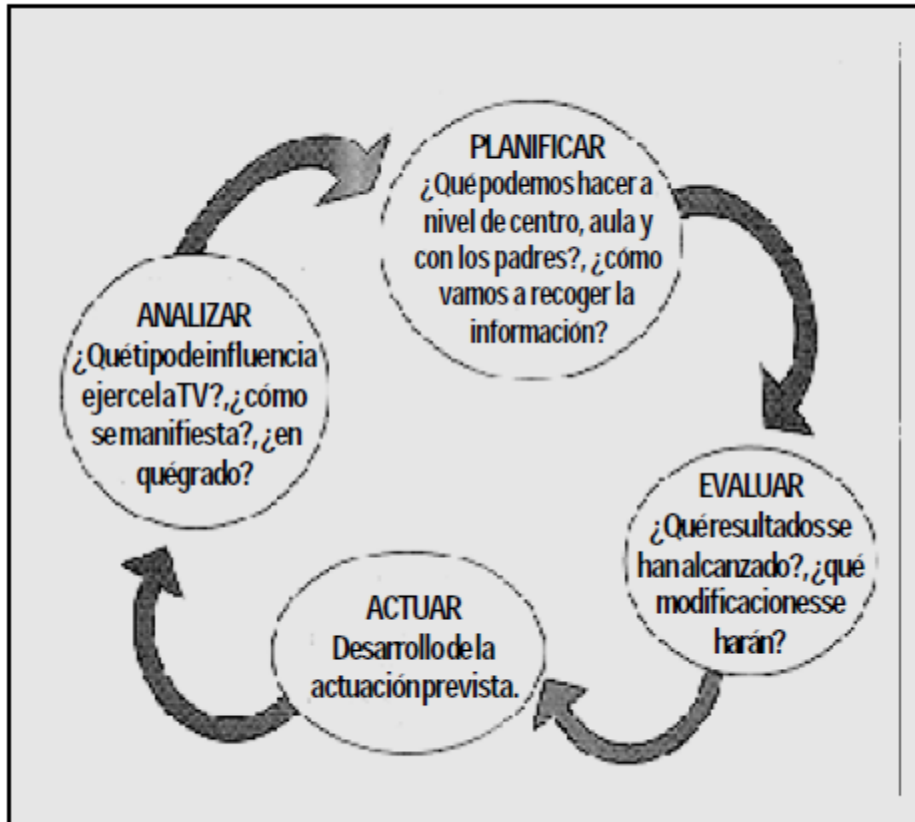 PLANIFICAR
¿Qué podemos hacer a
nivel de centro, aula y
con los padres?, ¿cómo
vamos a recoger la
información?
ANALIZAR
¿Qué tipo de influencia
ejerce la TV?, ¿cómo
se manifiesta?, ¿en
qué grado?
EVALUAR
¿Qué resultados se
han alcanzado?, ¿qué
modificaciones se
harán?
ACTUAR
Desarrollo de la
actuación prevista.